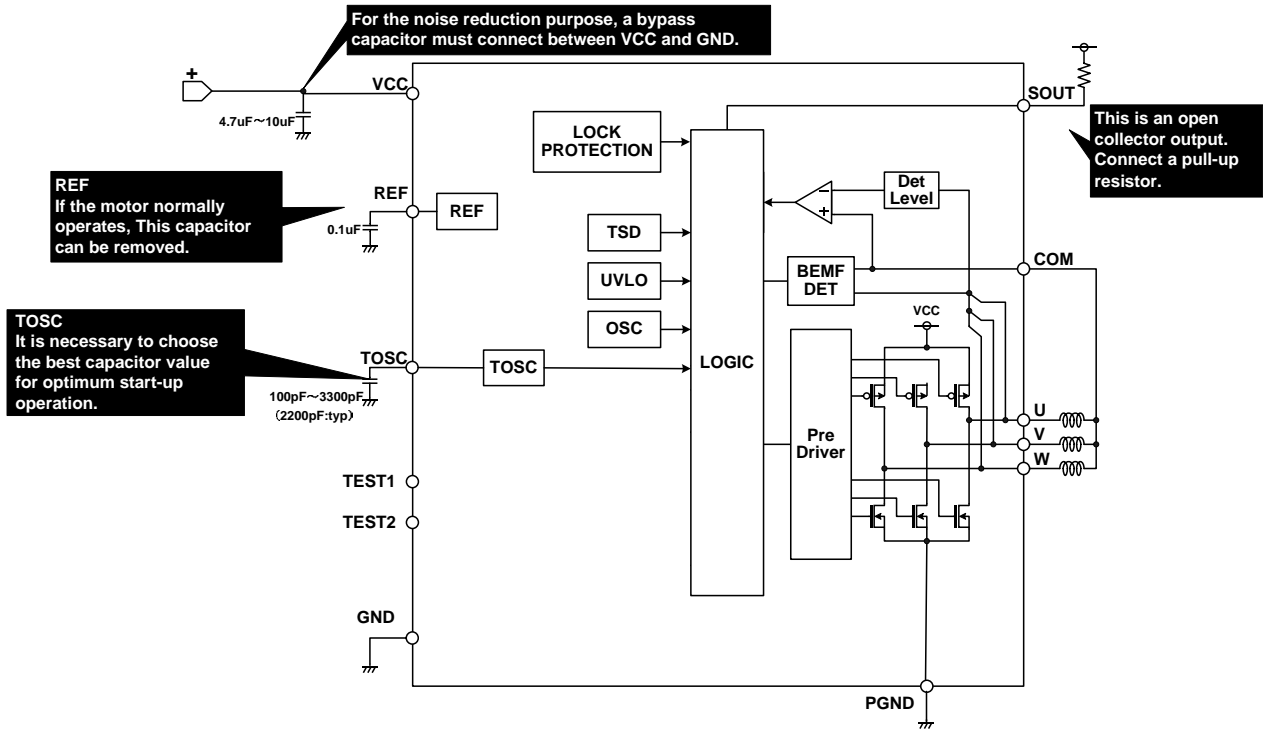 For the noise reduction purpose, a bypass
capacitor must connect between VCC and GND.
+
VCC
4.7uF～10uF
SOUT
This is an open
collector output.
Connect a pull-up
resistor.
LOCK
PROTECTION
REF
If the motor normally
operates, This capacitor
can be removed.
REF
0.1uF
REF
TSD
UVLO
OSC
LOGIC
−
+
Det
Level
BEMF
DET
COM
TOSC
It is necessary to choose
the best capacitor value
for optimum start-up
operation.
TOSC
100pF～3300pF
(2200pF:typ)
TOSC
VCC
Pre
Driver
U
V
W
TEST1
TEST2
GND
PGND